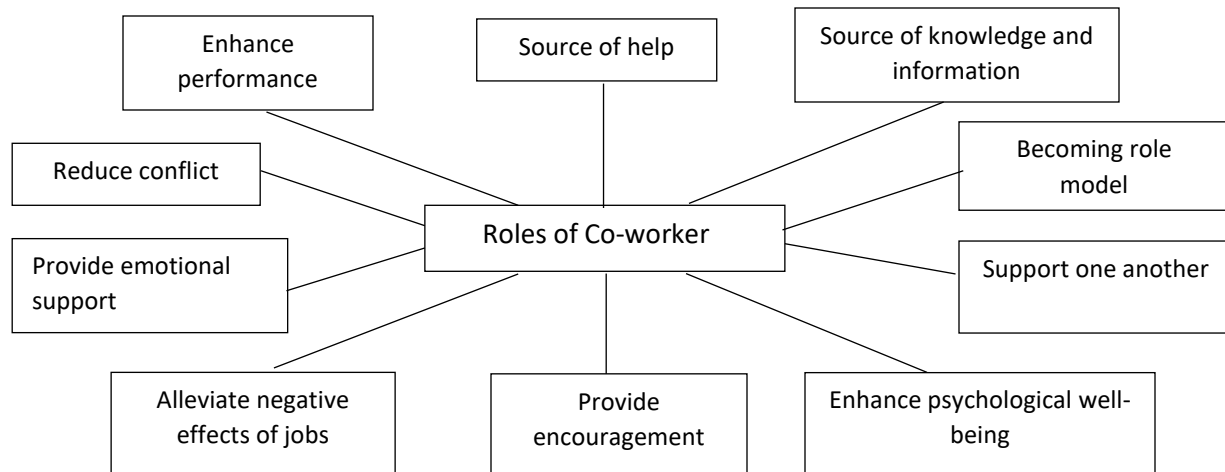 Enhance
performance
Source of help
Source of knowledge and
information
Reduce conflict
Becoming role
model
Roles of Co-worker
Provide emotional
support
Support one another
Alleviate negative
effects of jobs
Provide
encouragement
Enhance psychological well-
being